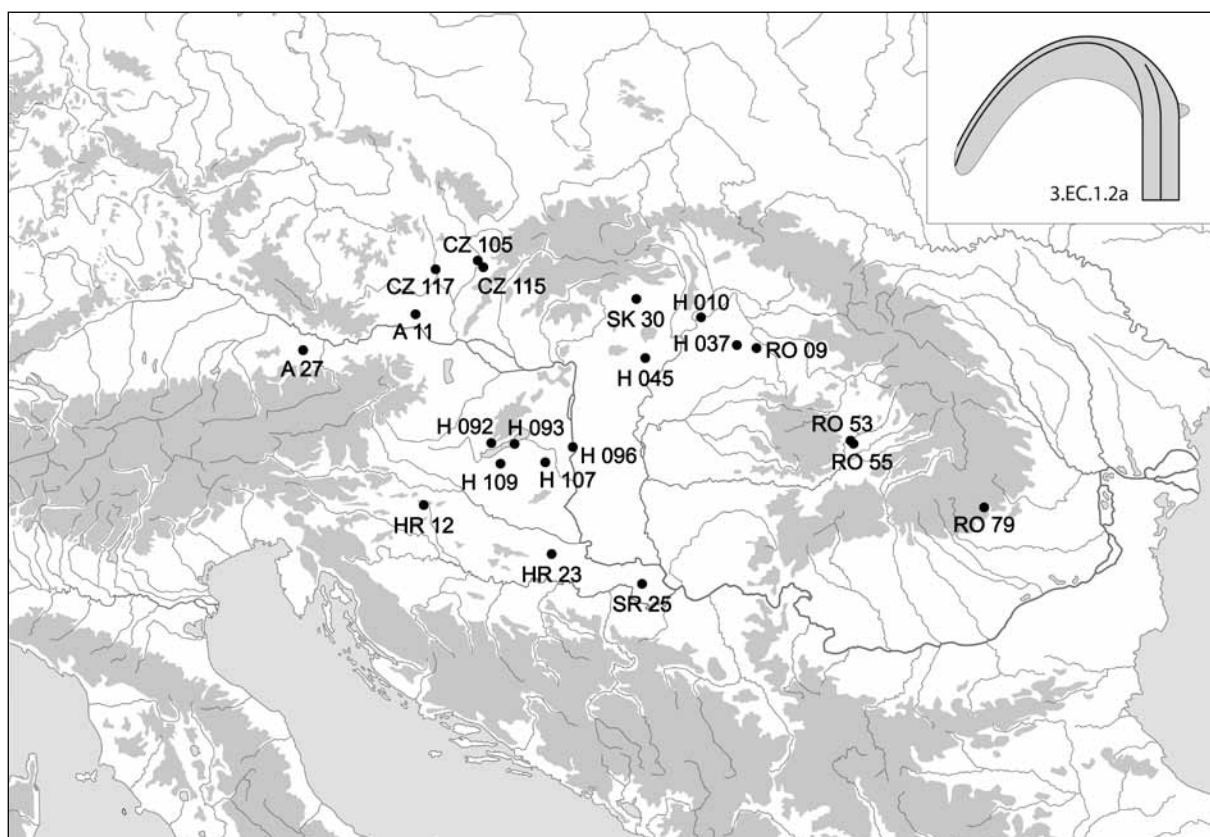 3.EC.1.2a
CZ 105
CZ 117
CZ 115
SK 30
H 010
A 11
H 037
RO 09
A 27
H 045
H 092
H 093
H 096
RO 53
RO 55
H 109
H 107
HR 12
RO 79
HR 23
SR 25